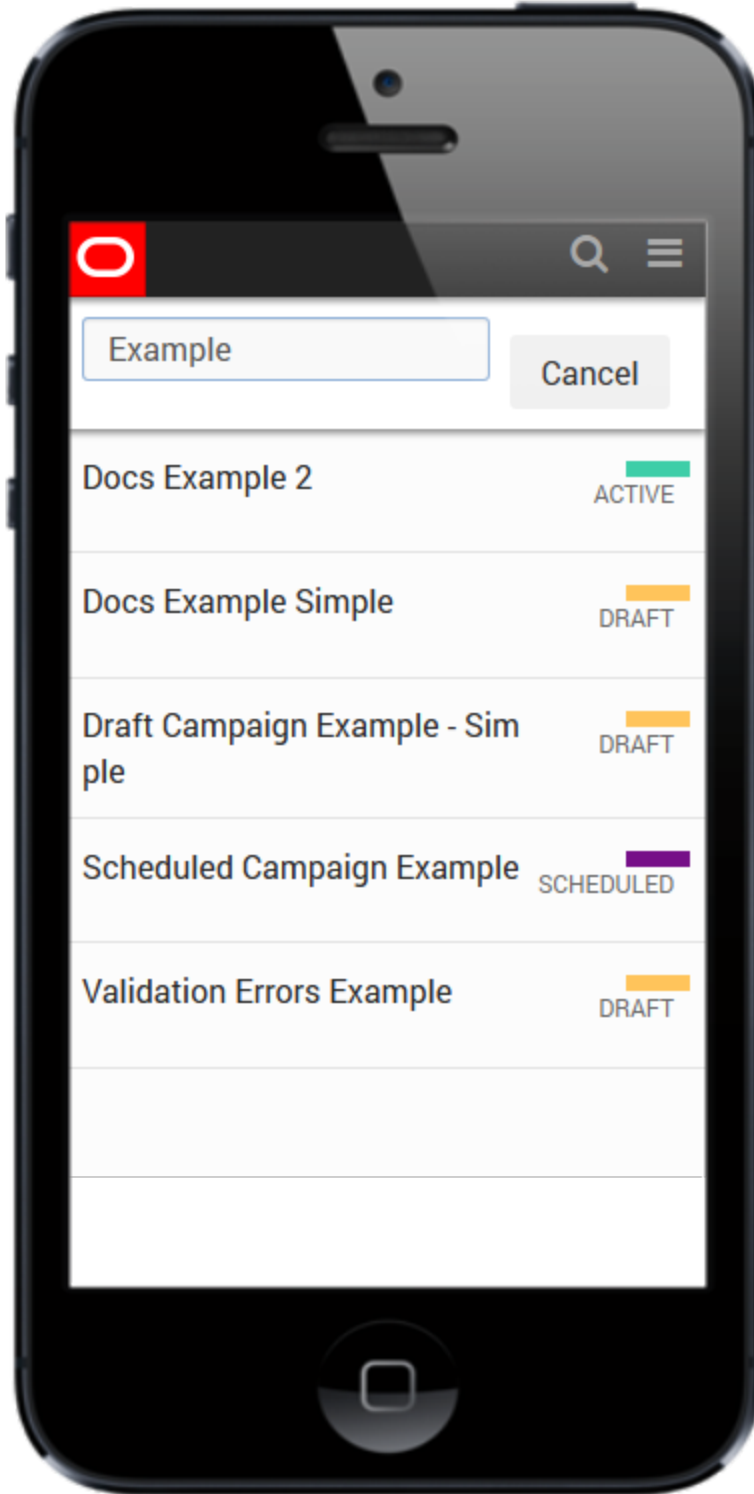 Example
Cancel
Docs Example 2
ACTIVE
Docs Example Simple
DRAFT
Draft Campaign Example - Sim
ple
DRAFT
Scheduled Campaign Example
SCHEDULED
Validation Errors Example
DRAFT